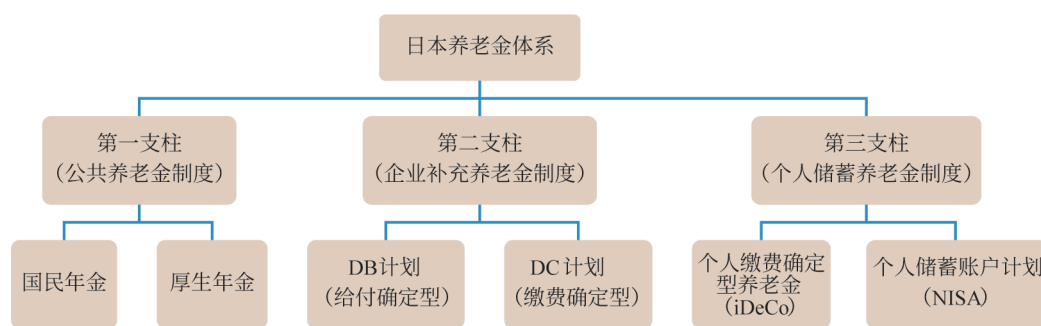 日本养老金体系
第一支柱
（公共养老金制度）
第二支柱
（企业补充养老金制度）
第三支柱
（个人储蓄养老金制度）
国民年金
厚生年金
DB计划
（给付确定型）
DC计划
（缴费确定型）
个人缴费确定
型养老金
（iDeCo）
个人储蓄账户计划
（NISA）